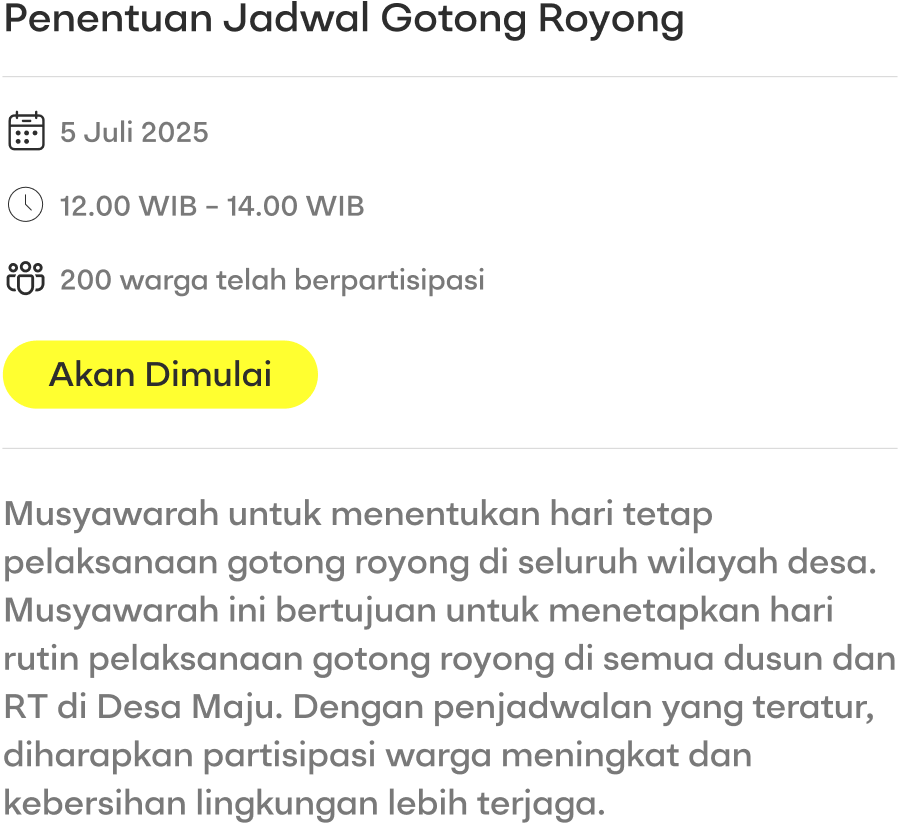 Penentuan Jadwal Gotong Royong
5 Juli 2025
12.00 WIB – 14.00 WIB
200 warga telah berpartisipasi
Akan Dimulai
Musyawarah untuk menentukan hari tetap
pelaksanaan gotong royong di seluruh wilayah desa.
Musyawarah ini bertujuan untuk menetapkan hari
rutin pelaksanaan gotong royong di semua dusun dan
RT di Desa Maju. Dengan penjadwalan yang teratur,
diharapkan partisipasi warga meningkat dan
kebersihan lingkungan lebih terjaga.